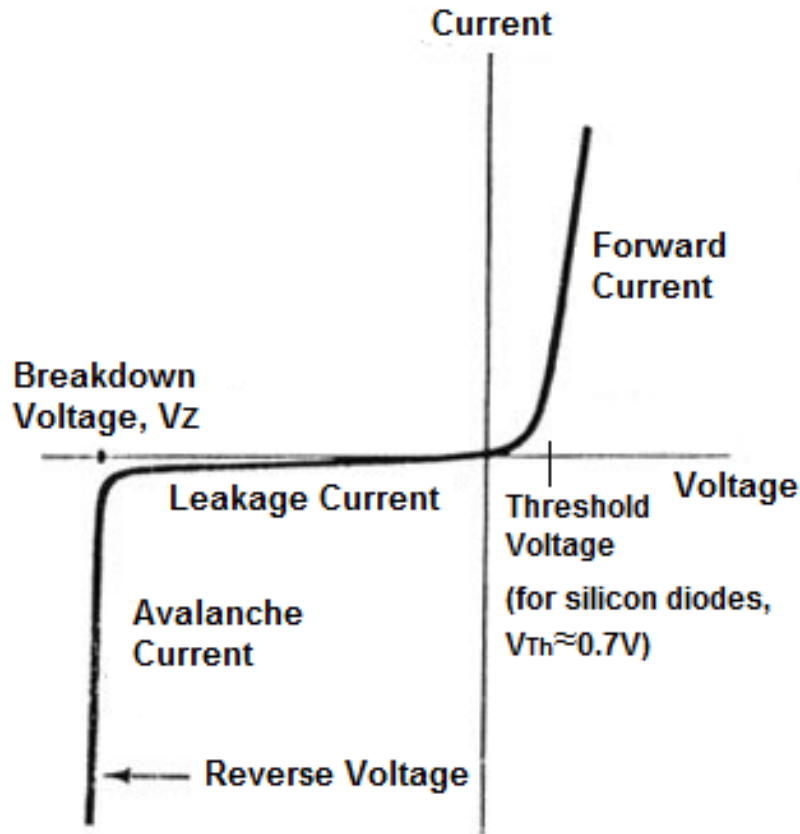 Current
Forward
Current
Breakdown
Voltage, Vz
Leakage Current
Voltage
Threshold
Voltage
(for silicon diodes,
VTh≈0.7V)
Avalanche
Current
Reverse Voltage